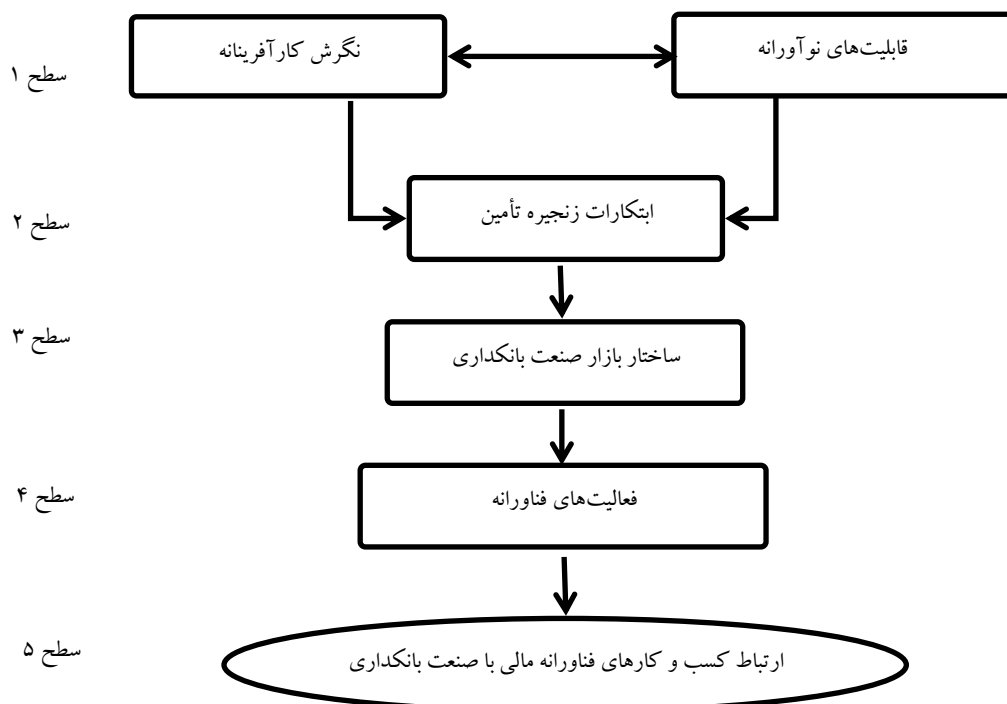 قابلیت‌های نوآورانه
نگرش کارآفرینانه
سطح ۱
ابتکارات زنجیره تأمین
سطح ۲
ساختار بازار صنعت بانکداری
سطح ۳
فعالیت‌های فناورانه
سطح ۴
ارتباط کسب و کارهای فناورانه مالی با صنعت بانکداری
سطح ۵